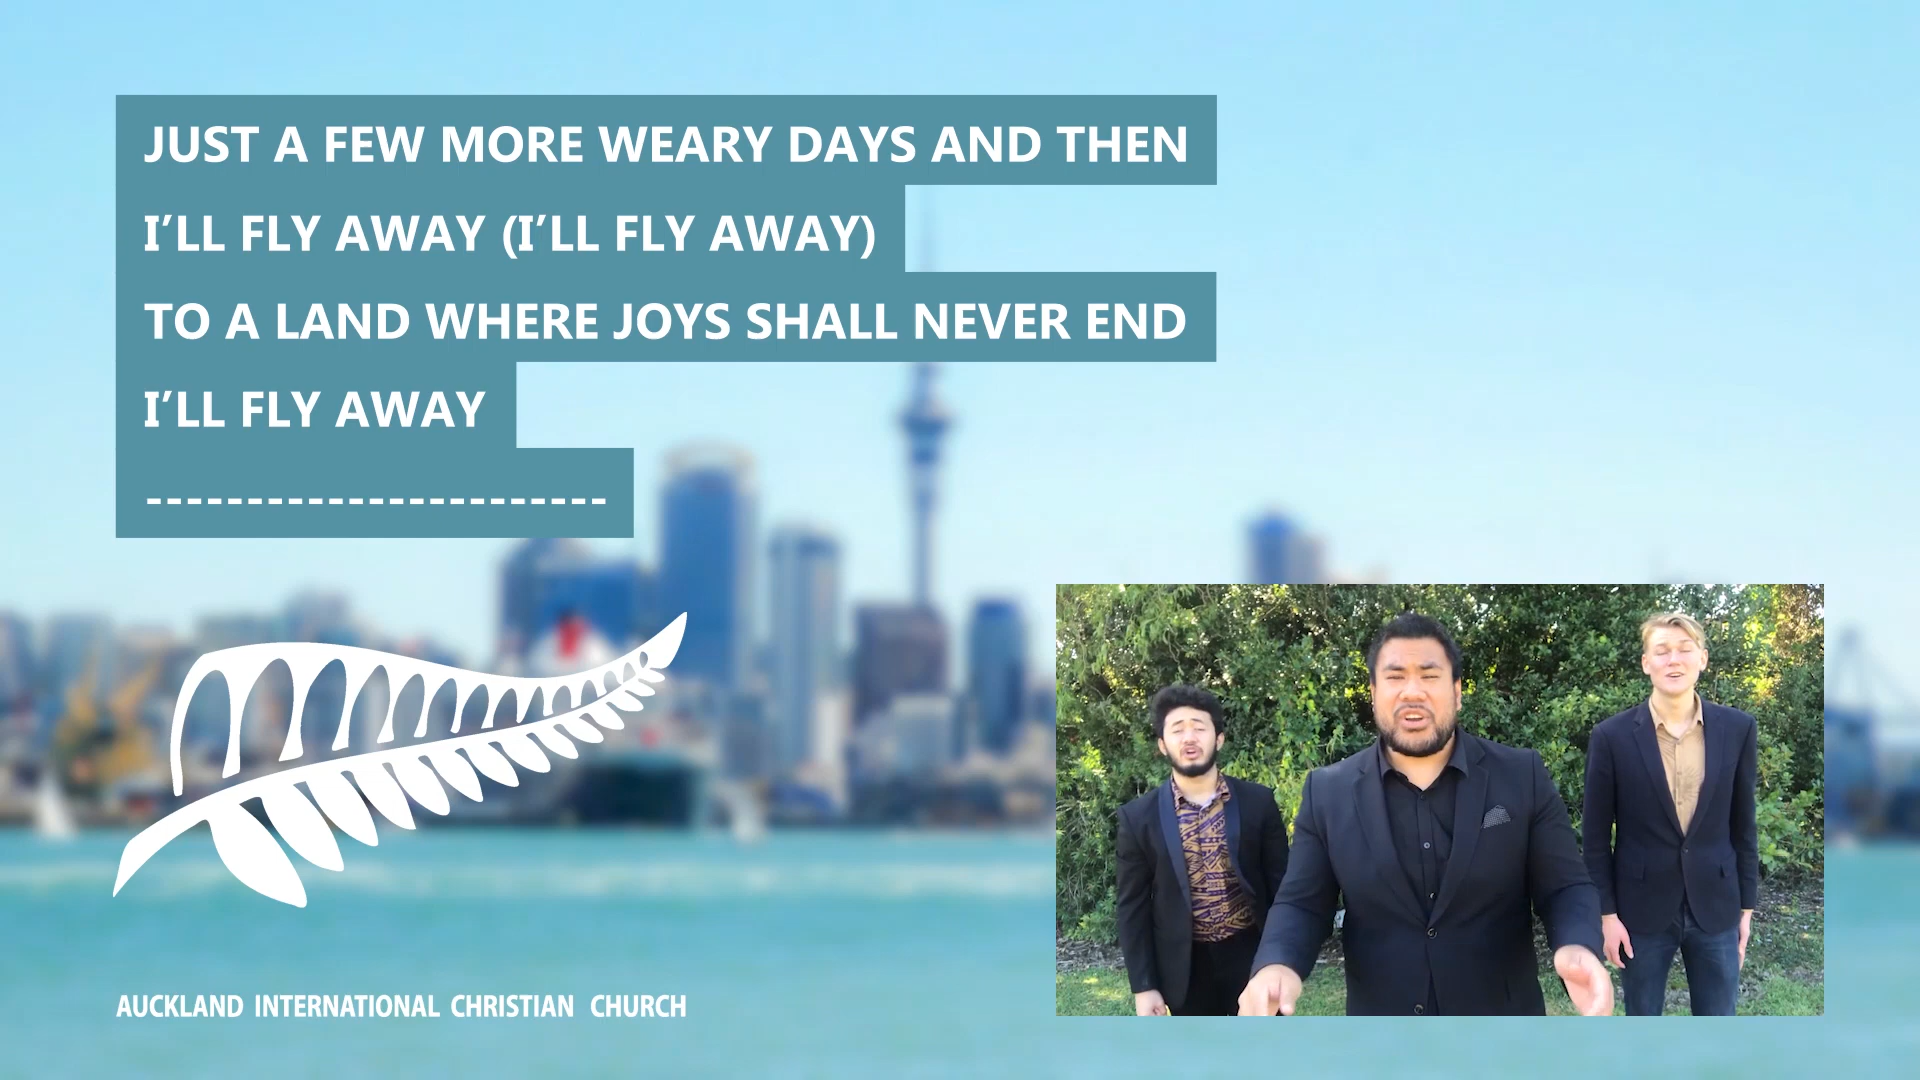 JUST A FEW MORE WEARY DAYS AND THEN
I’LL FLY AWAY (I’LL FLY AWAY)
TO A LAND WHERE JOYS SHALL NEVER END
I’LL FLY AWAY
-----------------------
AUCKLAND INTERNATIONAL CHRISTIAN CHURCH